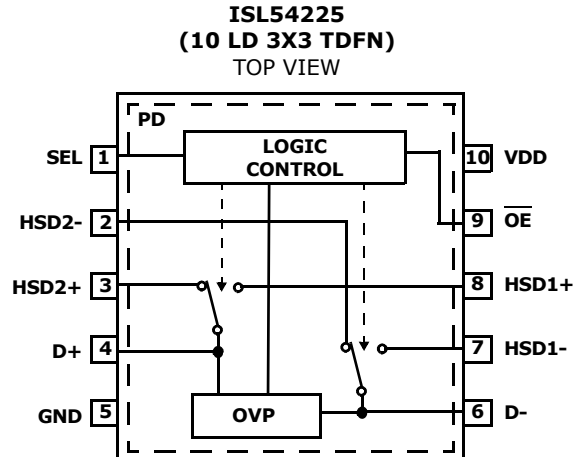 ISL54225
(10 LD 3X3 TDFN)
TOP VIEW
PD
LOGIC
CONTROL
SEL 1
10 VDD
HSD2- 2
9 OE
HSD2+ 3
8 HSD1+
D+ 4
7 HSD1-
GND 5
OVP
6 D-